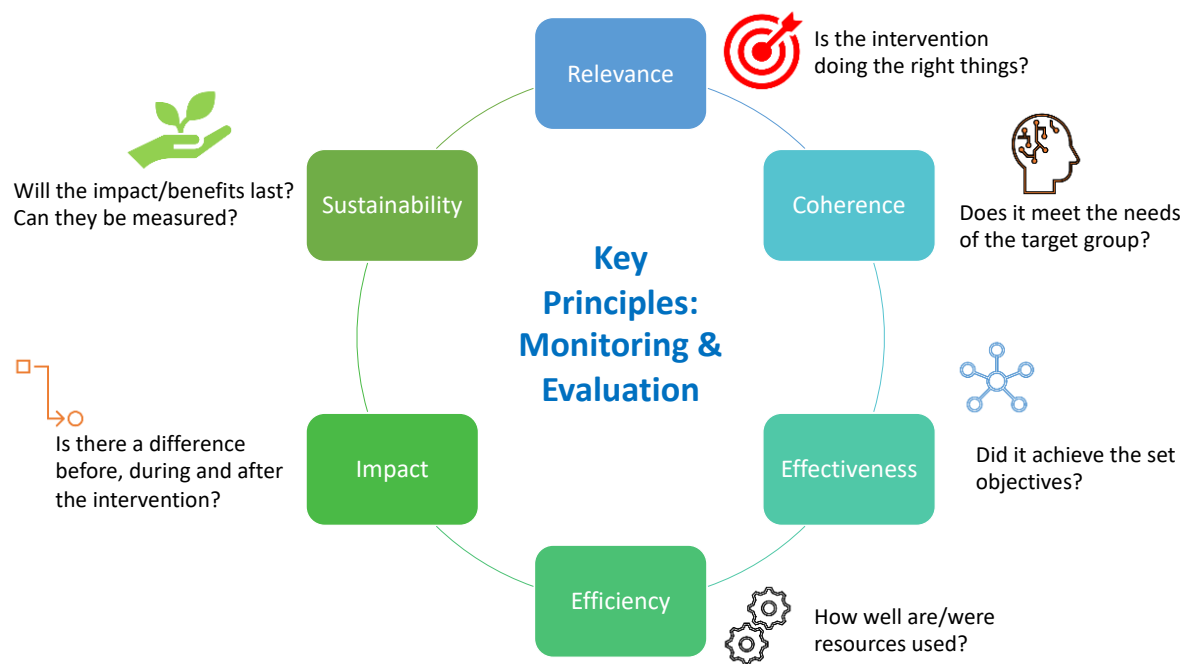 Relevance
Is the intervention
doing the right things?
Coherence
Does it meet the needs
of the target group?
Effectiveness
Did it achieve the set
objectives?
Efficiency
How well are/were
resources used?
Impact
Is there a difference
before, during and after
the intervention?
Sustainability
Will the impact/benefits last?
Can they be measured?
Key
Principles:
Monitoring &
Evaluation